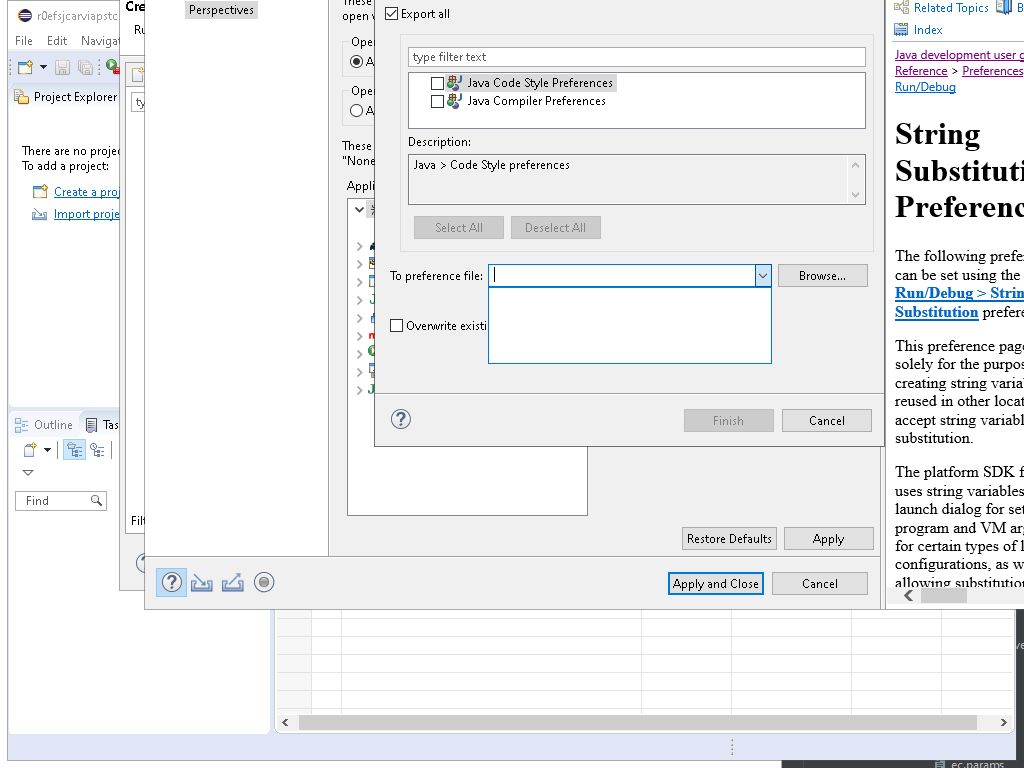 r0efsjcarviapstc
File
Edit
Navigat
Project Explorer
There are no projec
To add a project:
Create a proj
Import proje
Outline
Tas
Find
Cre
Ru
ty
Filt
Perspectives
These
open w
Oper
A
Oper
A
These
"None
Appli
Restore Defaults
Apply
Apply and Close
Cancel
Export all
type filter text
Java Code Style Preferences
Java Compiler Preferences
Description:
Java > Code Style preferences
Select All
Deselect All
To preference file:
Browse...
Overwrite existi
Finish
Cancel
Related Topics
B
Index
Java development user g
Reference > Preferences
Run/Debug
String
Substituti
Preferenc
The following prefer
can be set using the
Run/Debug > Strin
Substitution prefere
This preference page
solely for the purpos
creating string varial
reused in other locat
accept string variabl
substitution.
The platform SDK f
uses string variables
launch dialog for set
program and VM arg
for certain types of l
configurations, as w
allowing substitution
ve
ec.params